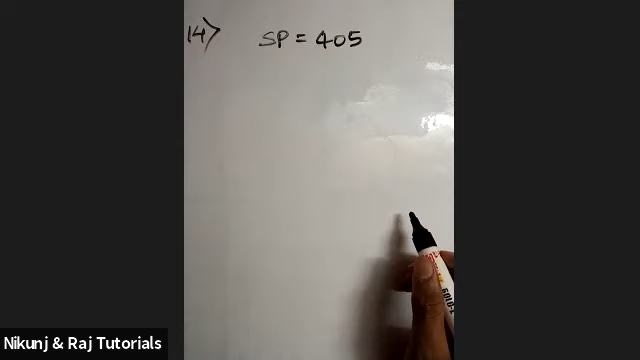 14) SP = 405
Nikunj & Raj Tutorials